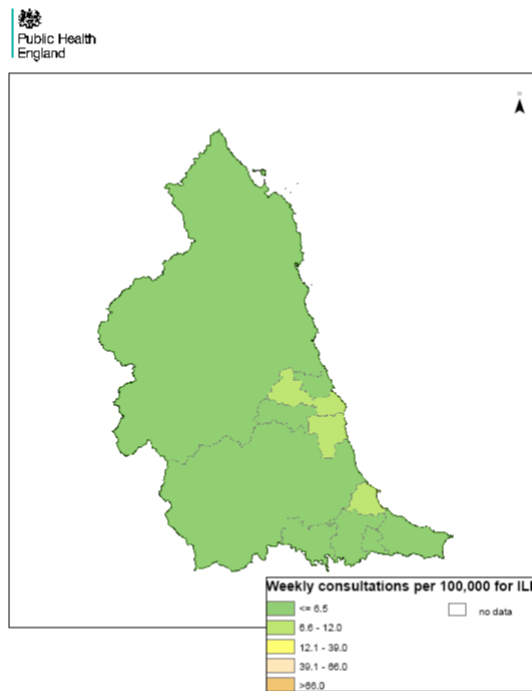 Public Health
England
Weekly consultations per 100,000 for ILI
<= 6.5
no data
6.6 - 12.0
12.1 - 39.0
39.1 - 66.0
>66.0